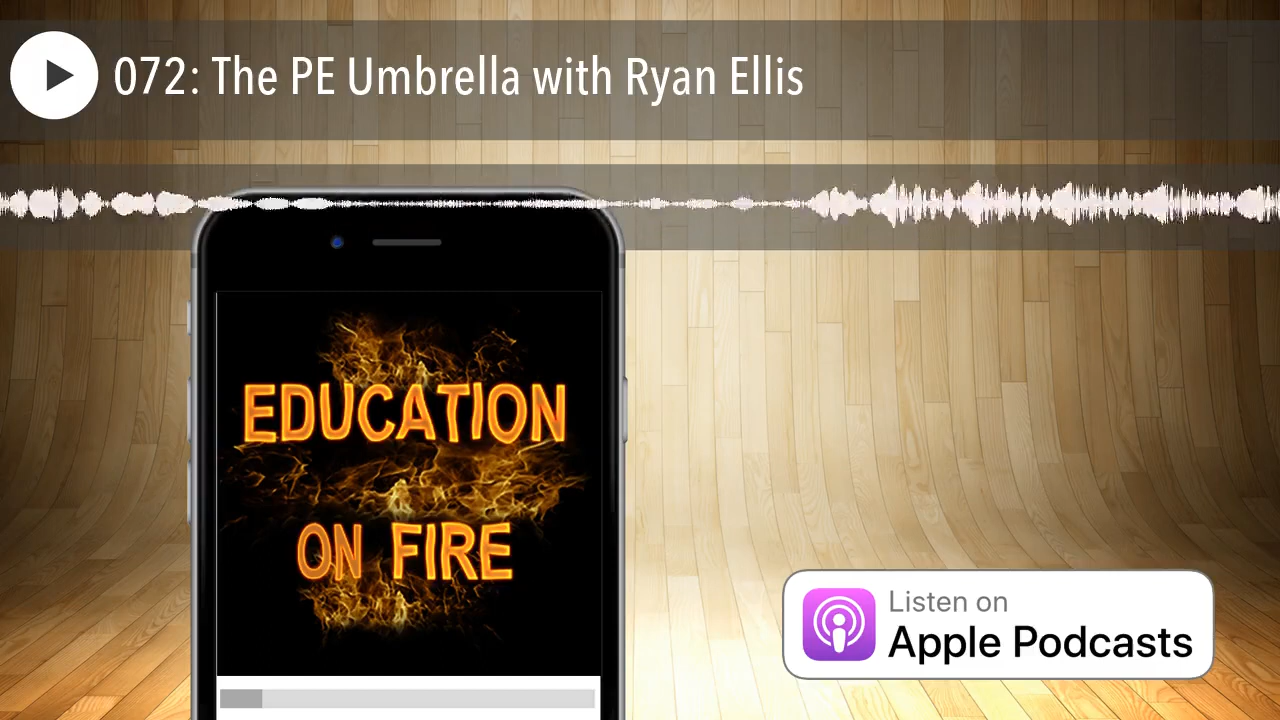 072: The PE Umbrella with Ryan Ellis
EDUCATION
ON FIRE
Listen on
Apple Podcasts